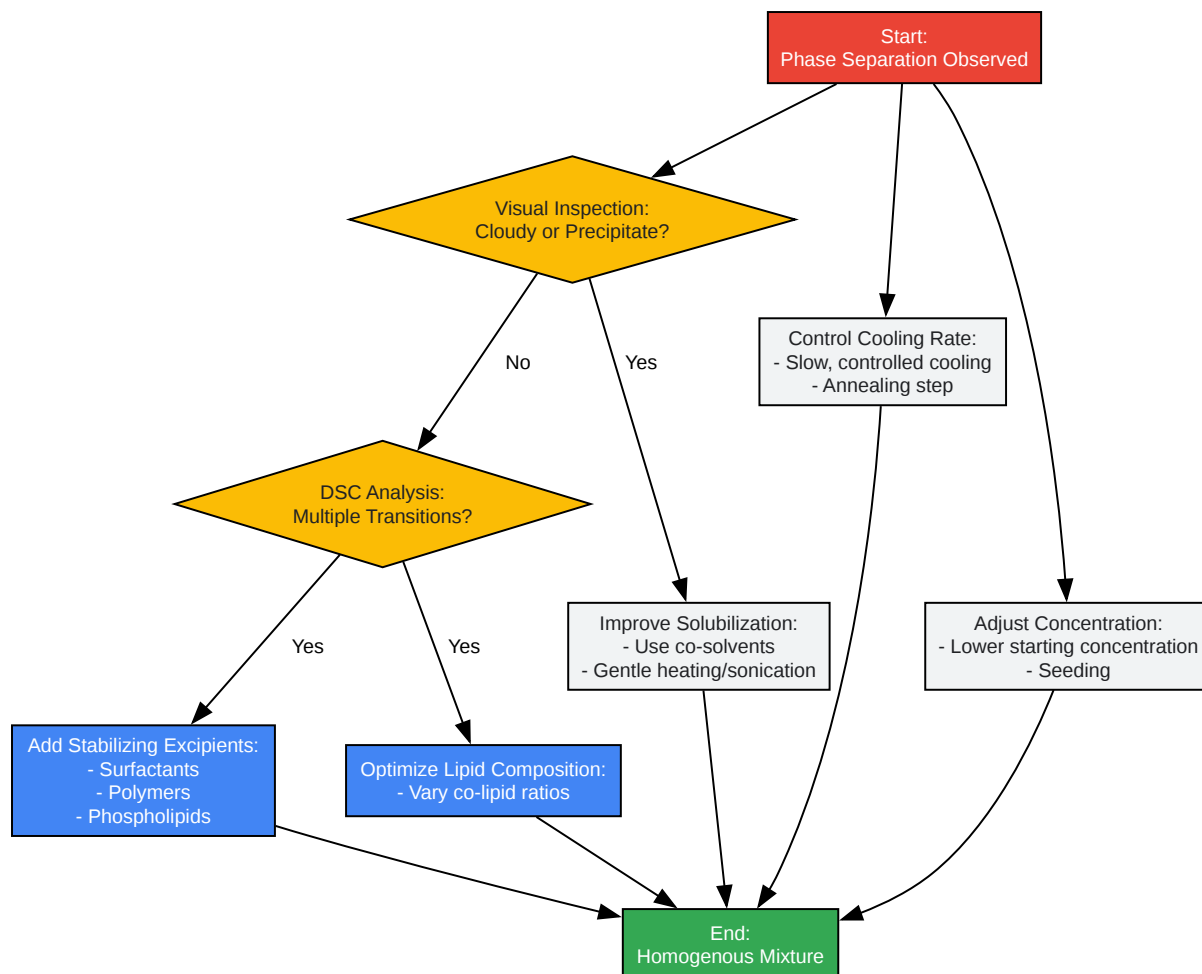 Start:
Phase Separation Observed
Visual Inspection:
Cloudy or Precipitate?
Control Cooling Rate:
- Slow, controlled cooling
- Annealing step
No
Yes
DSC Analysis:
Multiple Transitions?
Improve Solubilization:
- Use co-solvents
- Gentle heating/sonication
Adjust Concentration:
- Lower starting concentration
- Seeding
Yes
Yes
Add Stabilizing Excipients:
- Surfactants
- Polymers
- Phospholipids
Optimize Lipid Composition:
- Vary co-lipid ratios
End:
Homogenous Mixture